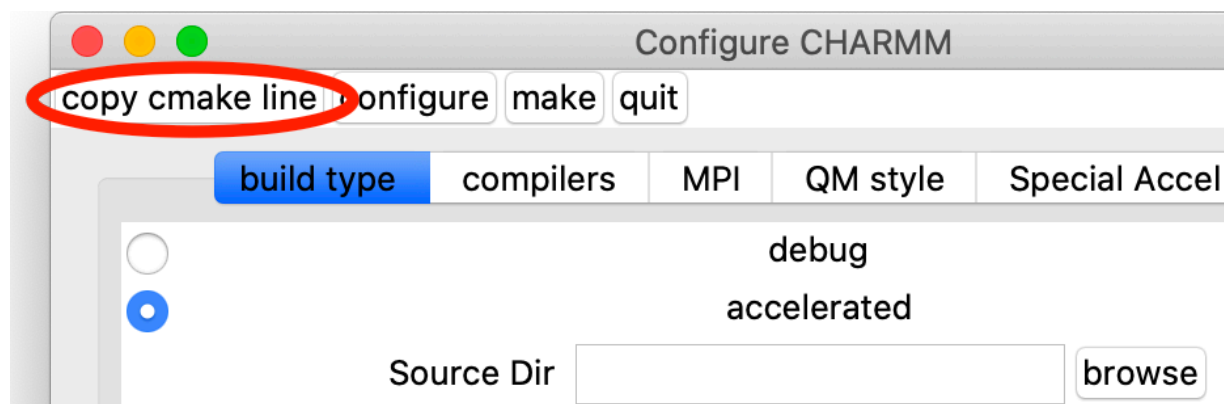 Configure CHARMM
copy cmake line configure make quit
build type compilers MPI QM style Special Accel
debug
accelerated
Source Dir browse